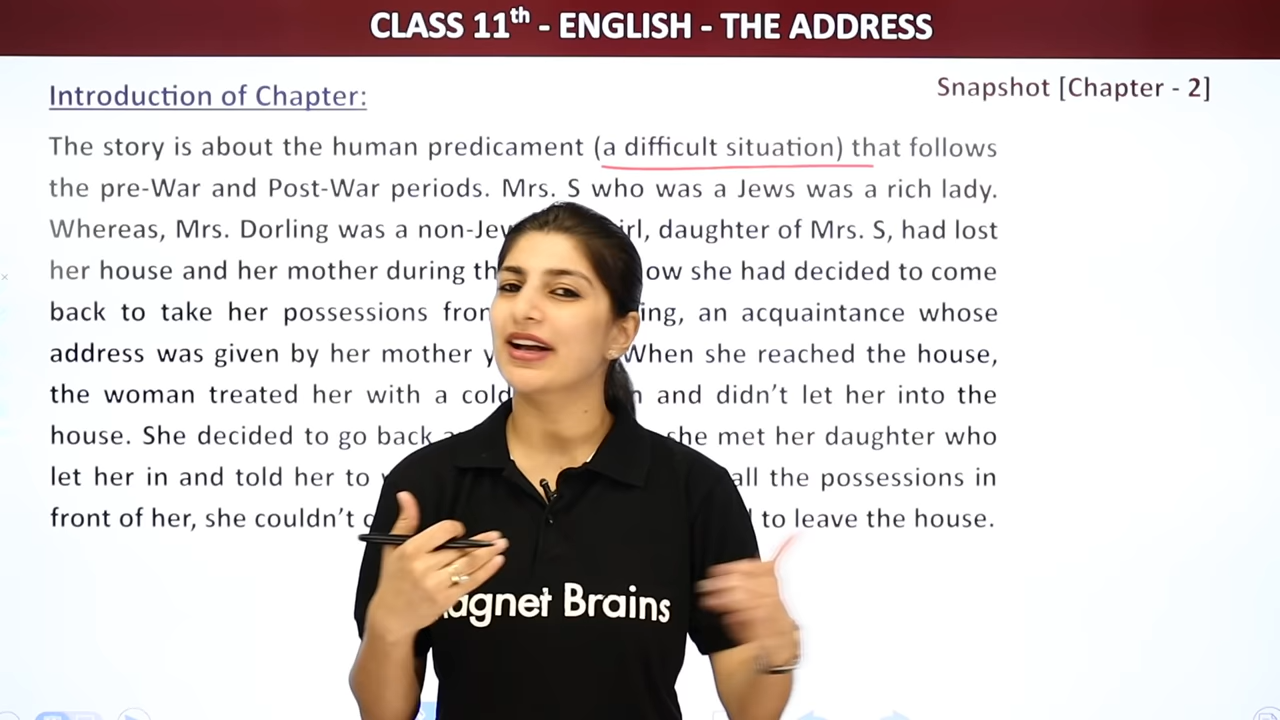 CLASS 11th - ENGLISH - THE ADDRESS
Introduction of Chapter:
Snapshot [Chapter - 2]
The story is about the human predicament (a difficult situation) that follows
the pre-War and Post-War periods. Mrs. S who was a Jews was a rich lady.
Whereas, Mrs. Dorling was a non-Jew daughter of Mrs. S, had lost
her house and her mother during she had decided to come
back to take her possessions an acquaintance whose
address was given by her mother When she reached the house,
the woman treated her with a cold and didn't let her into the
house. She decided to go back she met her daughter who
let her in and told her to all the possessions in
front of her, she couldn't to leave the house.
Magnet Brains